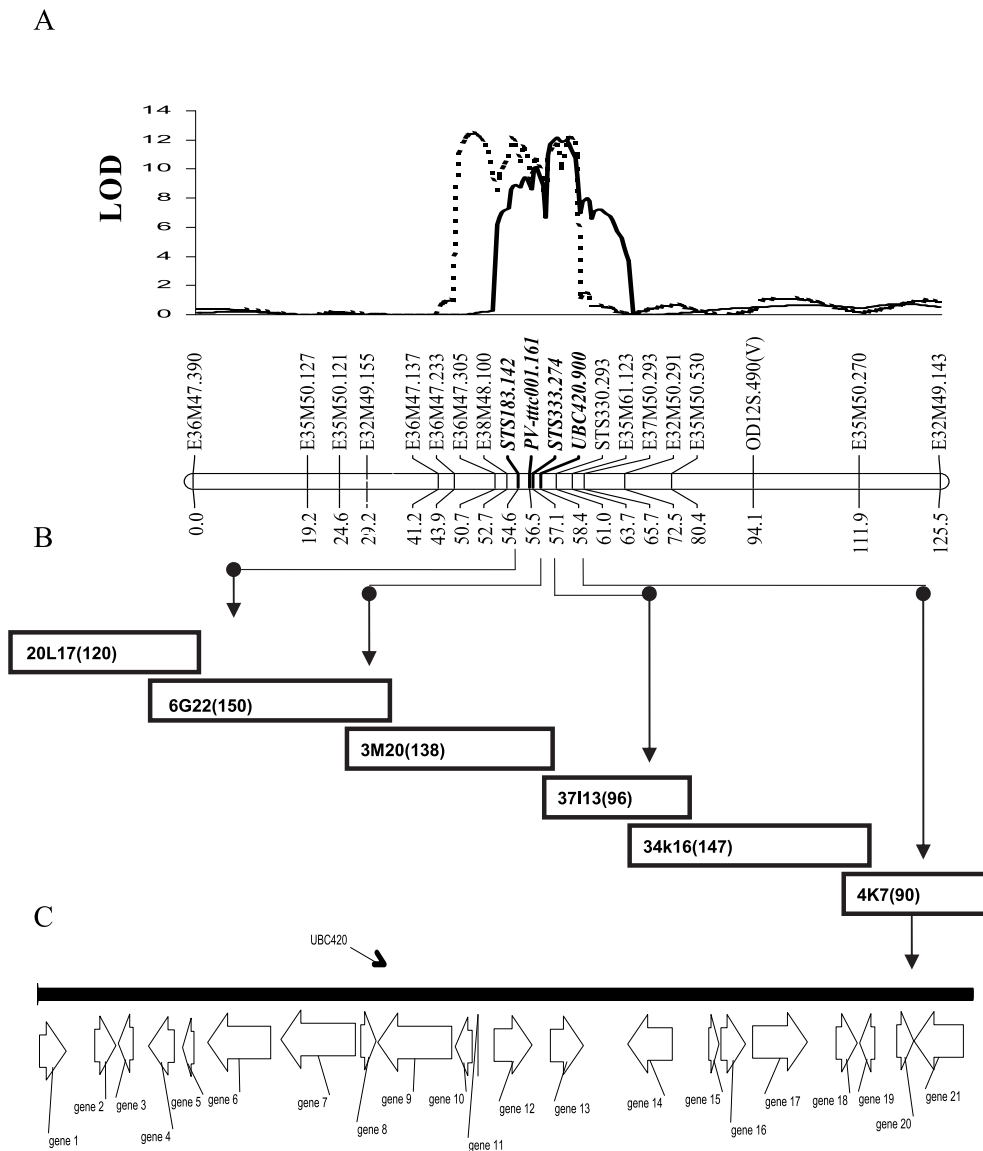 A
14
12
10
8
6
4
2
0
LOD
E36M47.390
E35M50.127
E35M50.121
E32M49.155
E36M47.137
E36M47.233
E36M47.305
E38M48.100
STS183.142
PV-tttc001.161
STS333.274
UBC420.900
STS330.293
E35M61.123
E37M50.293
E32M50.291
E35M50.530
OD12S.490(V)
E35M50.270
E32M49.143
0.0
19.2
24.6
29.2
41.2
43.9
50.7
52.7
54.6
56.5
57.1
58.4
61.0
63.7
65.7
72.5
80.4
94.1
111.9
125.5
B
20L17(120)
6G22(150)
3M20(138)
37I13(96)
34k16(147)
4K7(90)
C
UBC420
gene 1
gene 2
gene 3
gene 4
gene 5
gene 6
gene 7
gene 8
gene 9
gene 10
gene 11
gene 12
gene 13
gene 14
gene 15
gene 16
gene 17
gene 18
gene 19
gene 20
gene 21